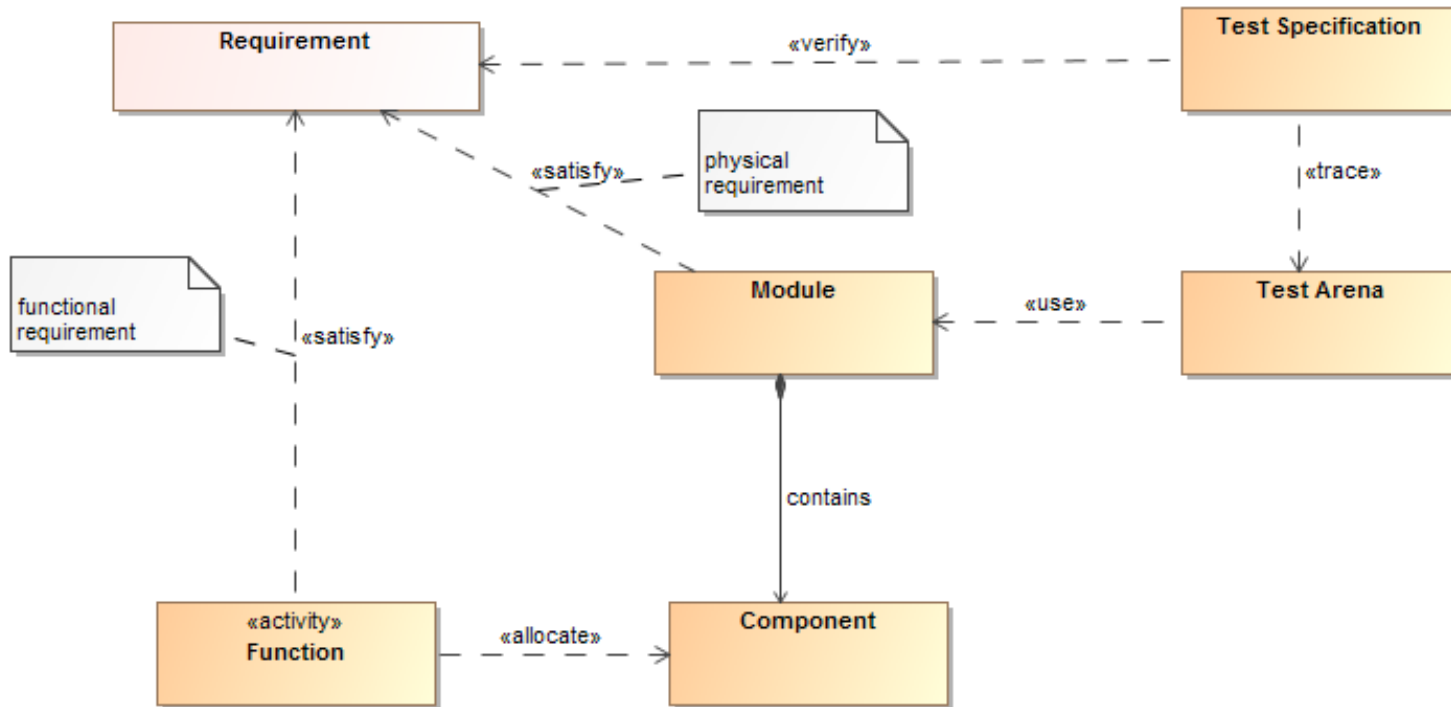 Requirement
Test Specification
«verify»
physical
requirement
«satisfy»
«trace»
functional
requirement
Module
Test Arena
«use»
«satisfy»
contains
«activity»
Function
«allocate»
Component